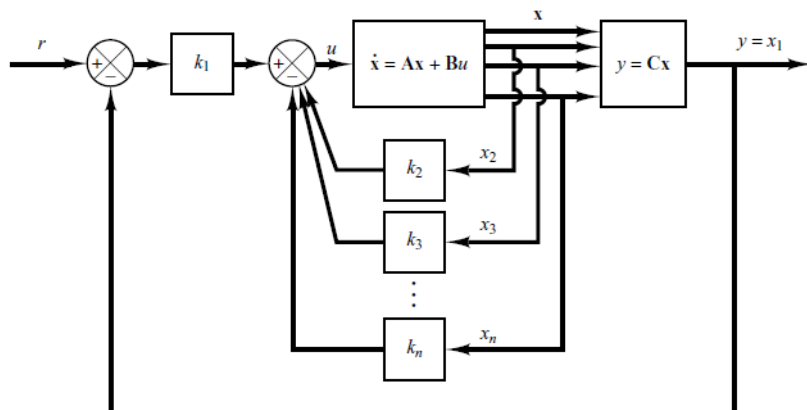 x
r
+
−
k₁
+
−
u
ẋ = Ax + Bu
y = Cx
y = x₁
k₂
x₂
k₃
x₃
⋮
kₙ
xₙ